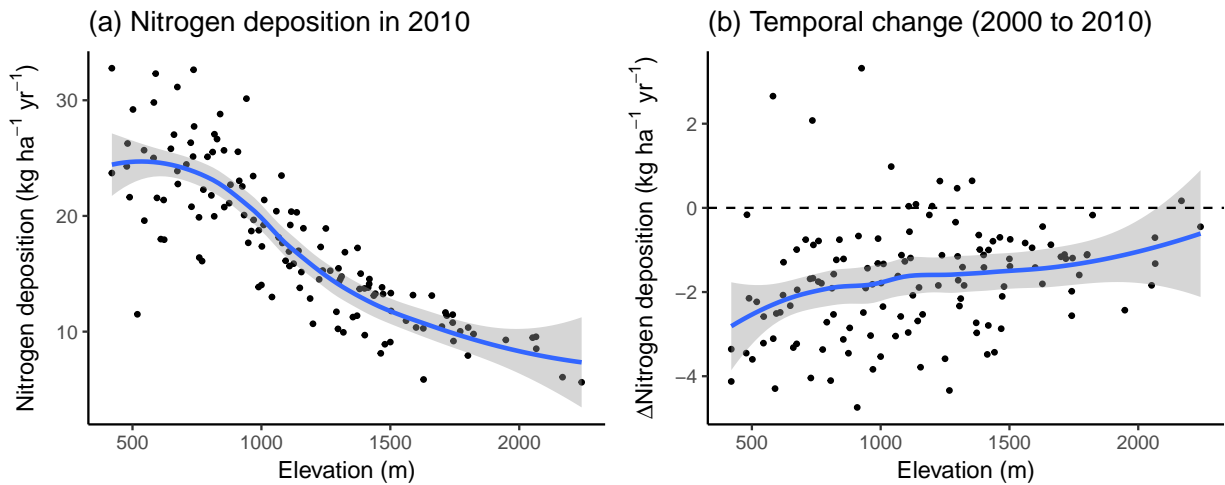 (a) Nitrogen deposition in 2010
Nitrogen deposition (kg ha⁻¹ yr⁻¹)
30
20
10
500
1000
1500
2000
Elevation (m)
(b) Temporal change (2000 to 2010)
ΔNitrogen deposition (kg ha⁻¹ yr⁻¹)
2
0
−2
−4
500
1000
1500
2000
Elevation (m)